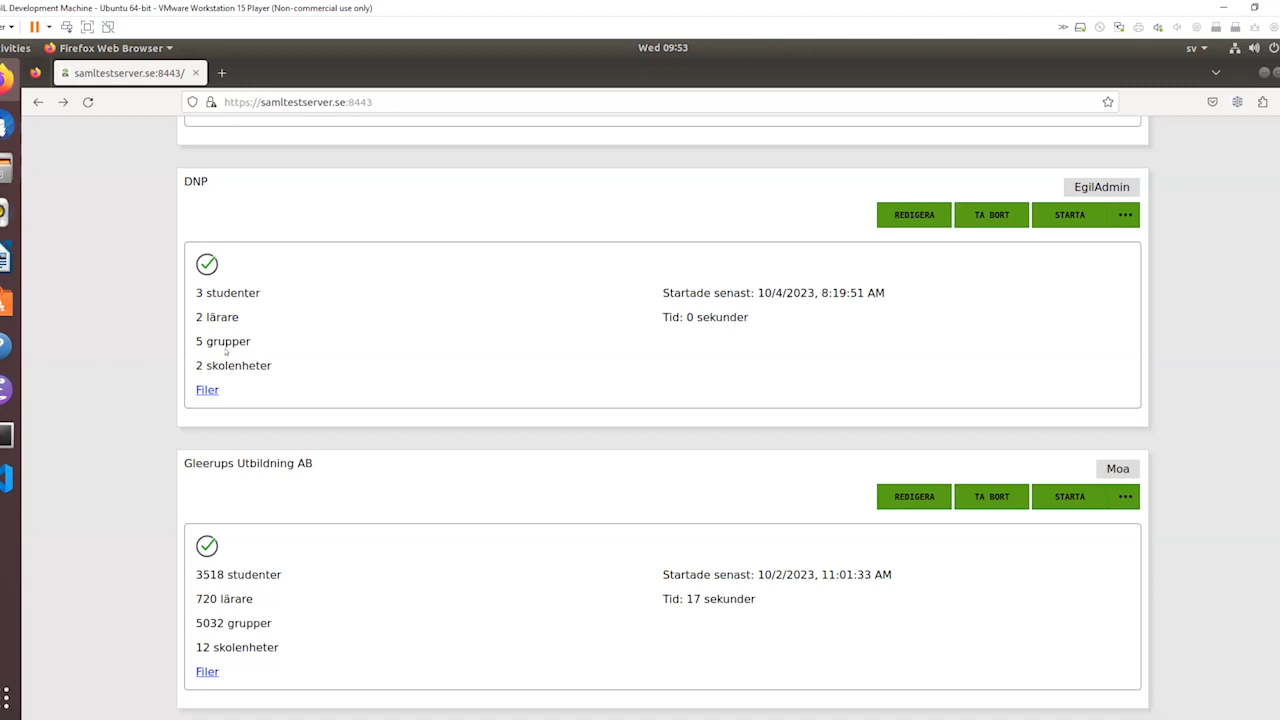 IL Development Machine - Ubuntu 64-bit - VMware Workstation 15 Player (Non-commercial use only)
Firefox Web Browser
Wed 09:53
sv
samltestserver.se:8443/
https://samltestserver.se:8443
DNP
EgilAdmin
REDIGERA
TA BORT
STARTA
3 studenter
Startade senast: 10/4/2023, 8:19:51 AM
2 lärare
Tid: 0 sekunder
5 grupper
2 skolenheter
Filer
Gleerups Utbildning AB
Moa
REDIGERA
TA BORT
STARTA
3518 studenter
Startade senast: 10/2/2023, 11:01:33 AM
720 lärare
Tid: 17 sekunder
5032 grupper
12 skolenheter
Filer